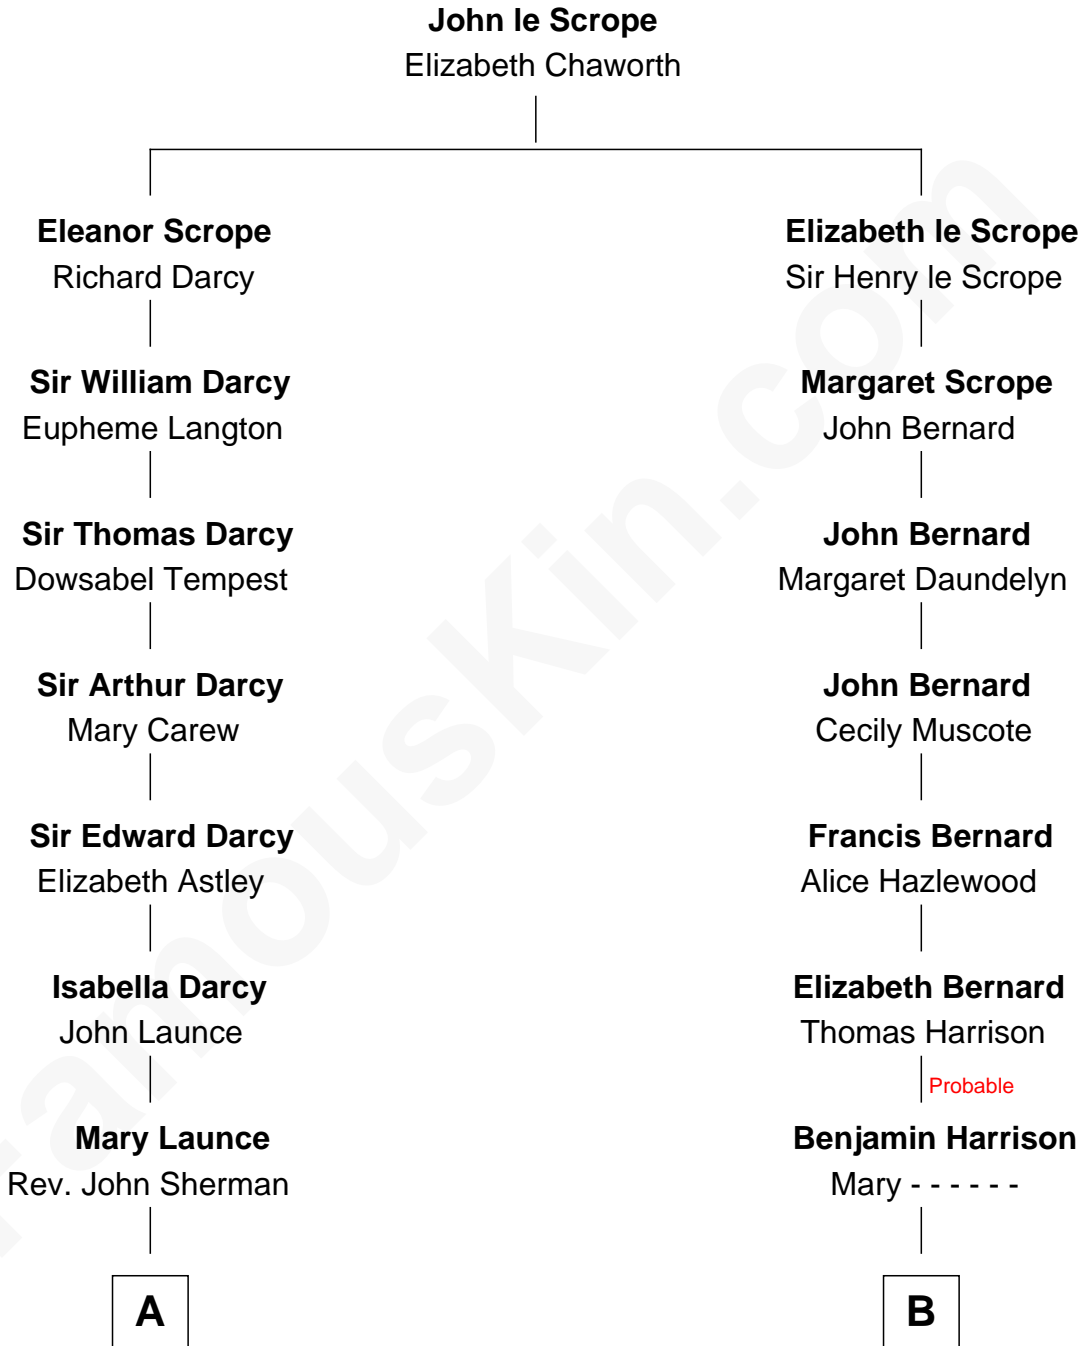 John le Scrope
Elizabeth Chaworth
Eleanor Scrope
Richard Darcy
Sir William Darcy
Eupheme Langton
Sir Thomas Darcy
Dowsabel Tempest
Sir Arthur Darcy
Mary Carew
Sir Edward Darcy
Elizabeth Astley
Isabella Darcy
John Launce
Mary Launce
Rev. John Sherman
A
Elizabeth le Scrope
Sir Henry le Scrope
Margaret Scrope
John Bernard
John Bernard
Margaret Daundelyn
John Bernard
Cecily Muscote
Francis Bernard
Alice Hazlewood
Elizabeth Bernard
Thomas Harrison
Probable
Benjamin Harrison
Mary - - - - - -
B
FamousKin.com